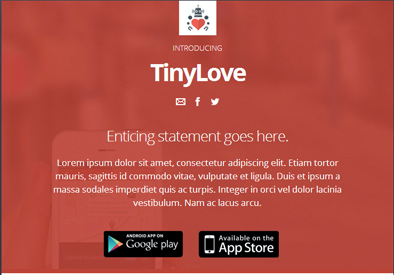 INTRODUCING
TinyLove
Enticing statement goes here.
Lorem ipsum dolor sit amet, consectetur adipiscing elit. Etiam tortor
mauris, sagittis id commodo vitae, vulputate et ligula. Duis et ipsum a
massa sodales imperdiet quis ac turpis. Integer in orci vel dolor lacinia
vestibulum. Nam ac lacus arcu.
ANDROID APP ON
Google play
Available on the
App Store